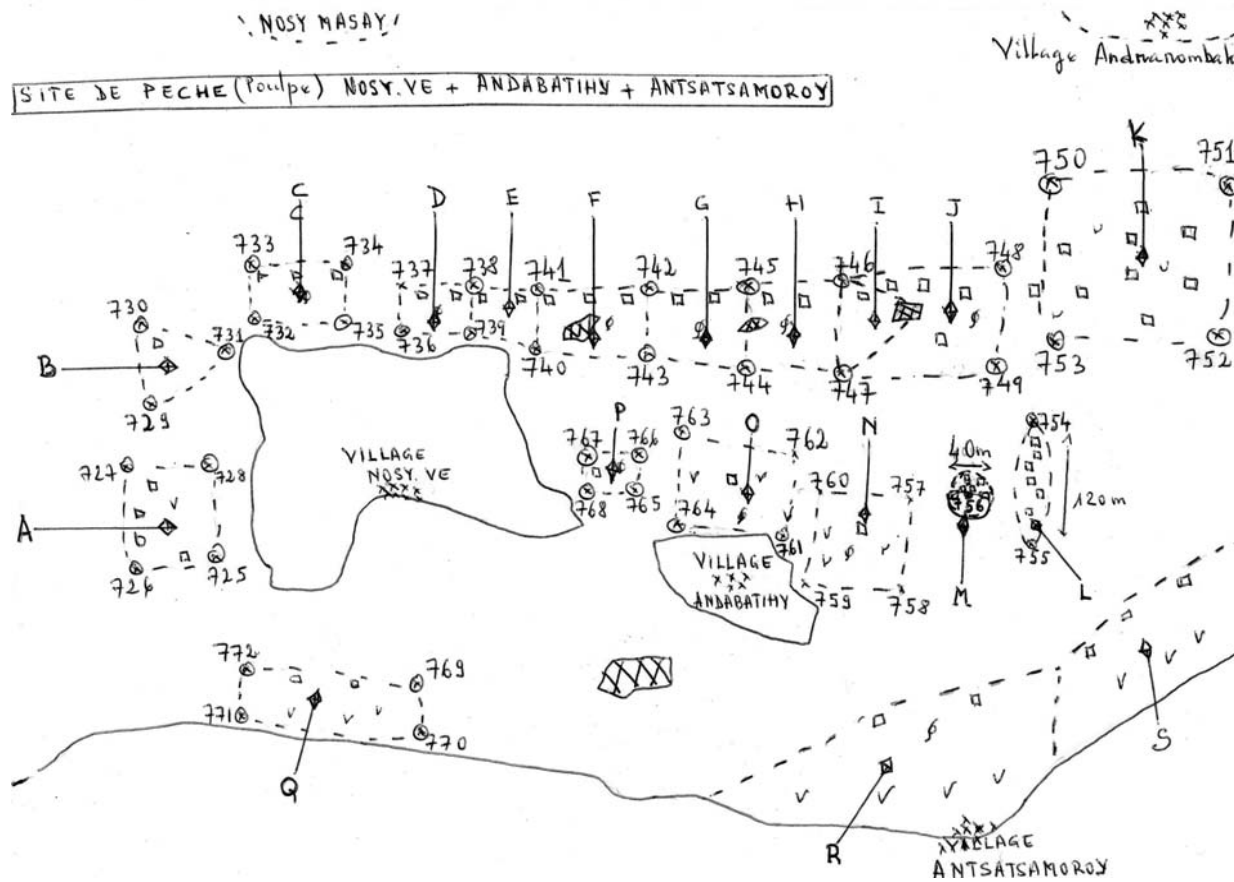 NOSY MASAY
Village
SITE DE PECHE (Poulpe) NOSY.VE + ANDABATIHY + ANTSATSAMOROY
K
750 751
C D E F G H I J
C
733 734
737 738 741 742 745 746 748
730
731 732 735 736 739 740 743 744 747 749 753 752
B
729
767 P 766 763 O 762 N 754
40m
727 728
VILLAGE
NOSY.VE
760 757
756
120 m
768 765 764
761
755
A
726 725
VILLAGE
ANDABATIHY
759 758
M L
772 769
771 770
S
Q
R
VILLAGE
ANTSATSAMOROY